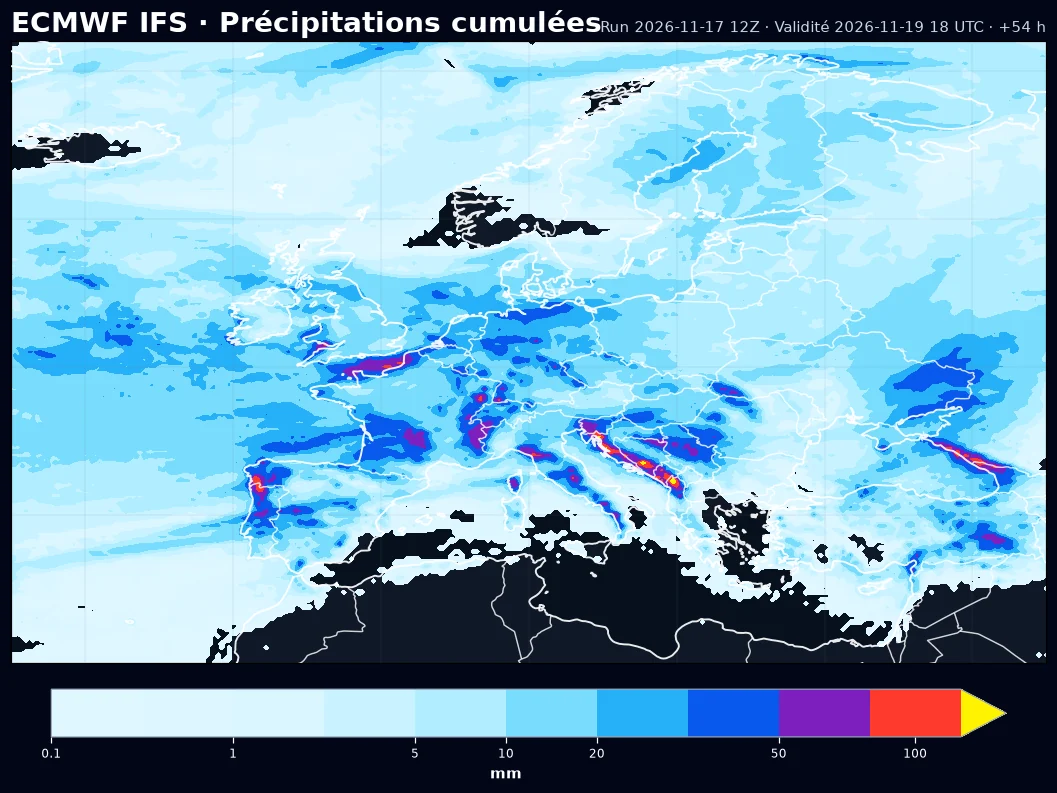 ECMWF IFS · Précipitations cumulées
Run 2026-11-17 12Z · Validité 2026-11-19 18 UTC · +54 h
0.1 1 5 10 20 50 100
mm